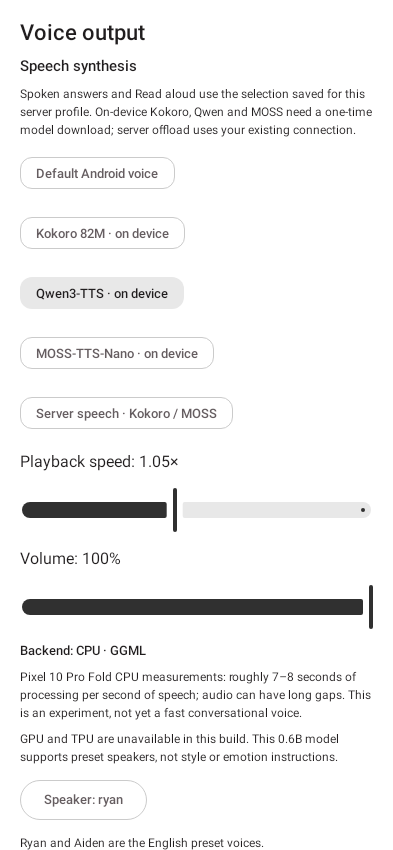 Voice output
Speech synthesis
Spoken answers and Read aloud use the selection saved for this
server profile. On-device Kokoro, Qwen and MOSS need a one-time
model download; server offload uses your existing connection.
Default Android voice
Kokoro 82M · on device
Qwen3-TTS · on device
MOSS-TTS-Nano · on device
Server speech · Kokoro / MOSS
Playback speed: 1.05×
Volume: 100%
Backend: CPU · GGML
Pixel 10 Pro Fold CPU measurements: roughly 7–8 seconds of
processing per second of speech; audio can have long gaps. This
is an experiment, not yet a fast conversational voice.
GPU and TPU are unavailable in this build. This 0.6B model
supports preset speakers, not style or emotion instructions.
Speaker: ryan
Ryan and Aiden are the English preset voices.